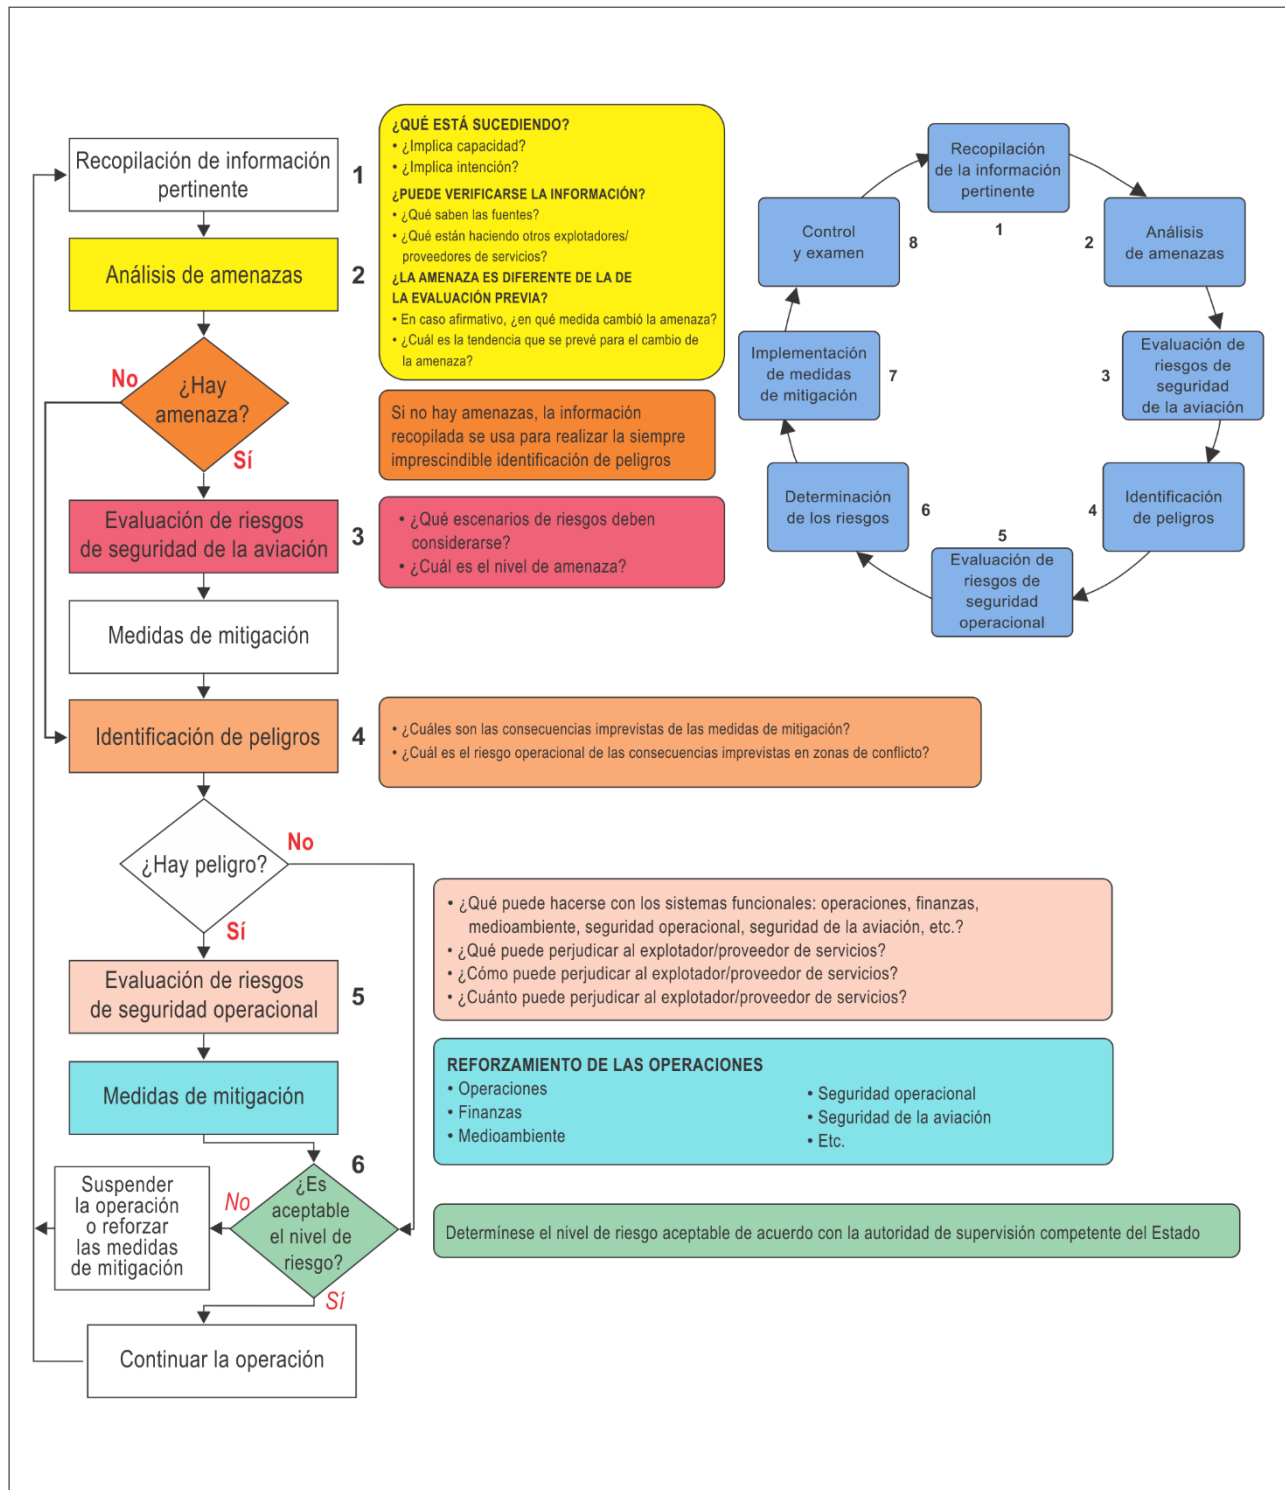 Recopilación de información
pertinente
1
Análisis de amenazas
2
¿QUÉ ESTÁ SUCEDIENDO?
• ¿Implica capacidad?
• ¿Implica intención?
¿PUEDE VERIFICARSE LA INFORMACIÓN?
• ¿Qué saben las fuentes?
• ¿Qué están haciendo otros explotadores/
proveedores de servicios?
¿LA AMENAZA ES DIFERENTE DE LA DE
LA EVALUACIÓN PREVIA?
• En caso afirmativo, ¿en qué medida cambió la amenaza?
• ¿Cuál es la tendencia que se prevé para el cambio de
la amenaza?
¿Hay
amenaza?
No
Sí
Si no hay amenazas, la información
recopilada se usa para realizar la siempre
imprescindible identificación de peligros
Evaluación de riesgos
de seguridad de la aviación
3
• ¿Qué escenarios de riesgos deben
considerarse?
• ¿Cuál es el nivel de amenaza?
Medidas de mitigación
Identificación de peligros
4
• ¿Cuáles son las consecuencias imprevistas de las medidas de mitigación?
• ¿Cuál es el riesgo operacional de las consecuencias imprevistas en zonas de conflicto?
¿Hay peligro?
No
Sí
Evaluación de riesgos
de seguridad operacional
5
• ¿Qué puede hacerse con los sistemas funcionales: operaciones, finanzas,
medioambiente, seguridad operacional, seguridad de la aviación, etc.?
• ¿Qué puede perjudicar al explotador/proveedor de servicios?
• ¿Cómo puede perjudicar al explotador/proveedor de servicios?
• ¿Cuánto puede perjudicar al explotador/proveedor de servicios?
Medidas de mitigación
REFORZAMIENTO DE LAS OPERACIONES
• Operaciones
• Finanzas
• Medioambiente
• Seguridad operacional
• Seguridad de la aviación
• Etc.
6
¿Es
aceptable
el nivel de
riesgo?
No
Sí
Suspender
la operación
o reforzar
las medidas
de mitigación
Determínese el nivel de riesgo aceptable de acuerdo con la autoridad de supervisión competente del Estado
Continuar la operación
Recopilación
de la información
pertinente
1
Análisis
de amenazas
2
Evaluación de
riesgos de
seguridad
de la aviación
3
Identificación
de peligros
4
5
Evaluación de
riesgos de
seguridad
operacional
Determinación
de los riesgos
6
Implementación
de medidas
de mitigación
7
Control
y examen
8